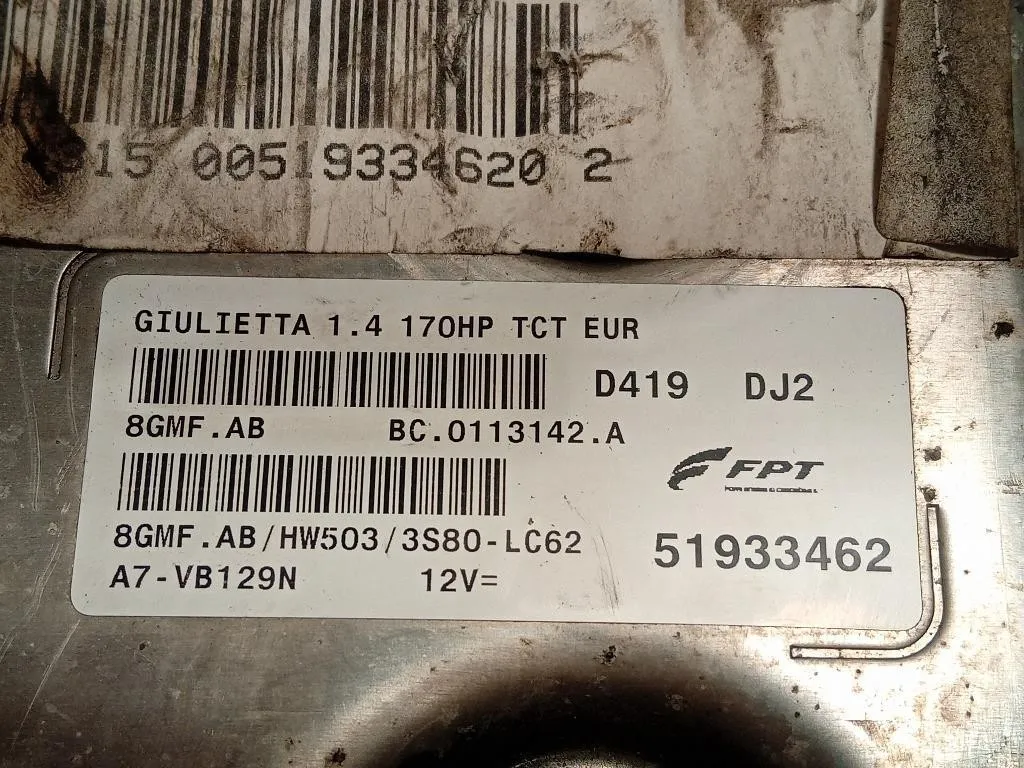 15 00519334620 2
GIULIETTA 1.4 170HP TCT EUR
D419 DJ2
8GMF.AB BC.0113142.A
FPT
8GMF.AB/HW503/3S80-LC62
51933462
A7-VB129N 12V=